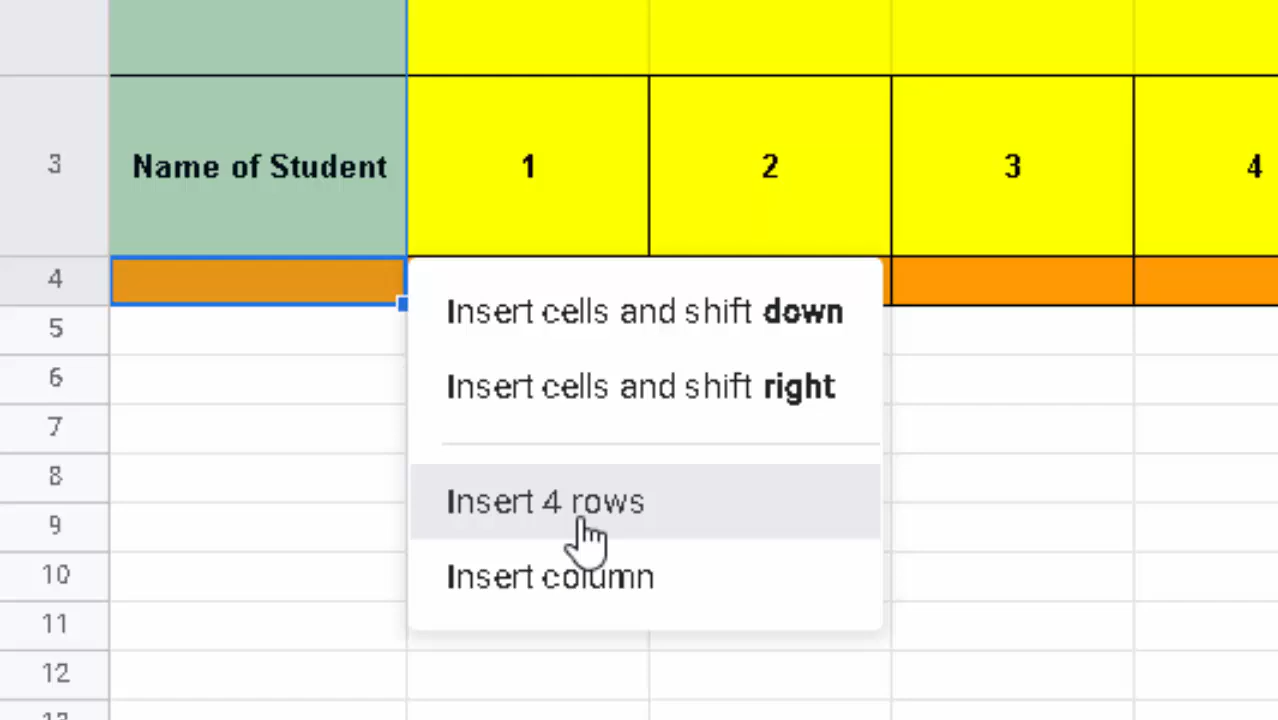 3 Name of Student 1 2 3 4
4
Insert cells and shift down
5
6
Insert cells and shift right
7
8
Insert 4 rows
9
10
Insert column
11
12
13